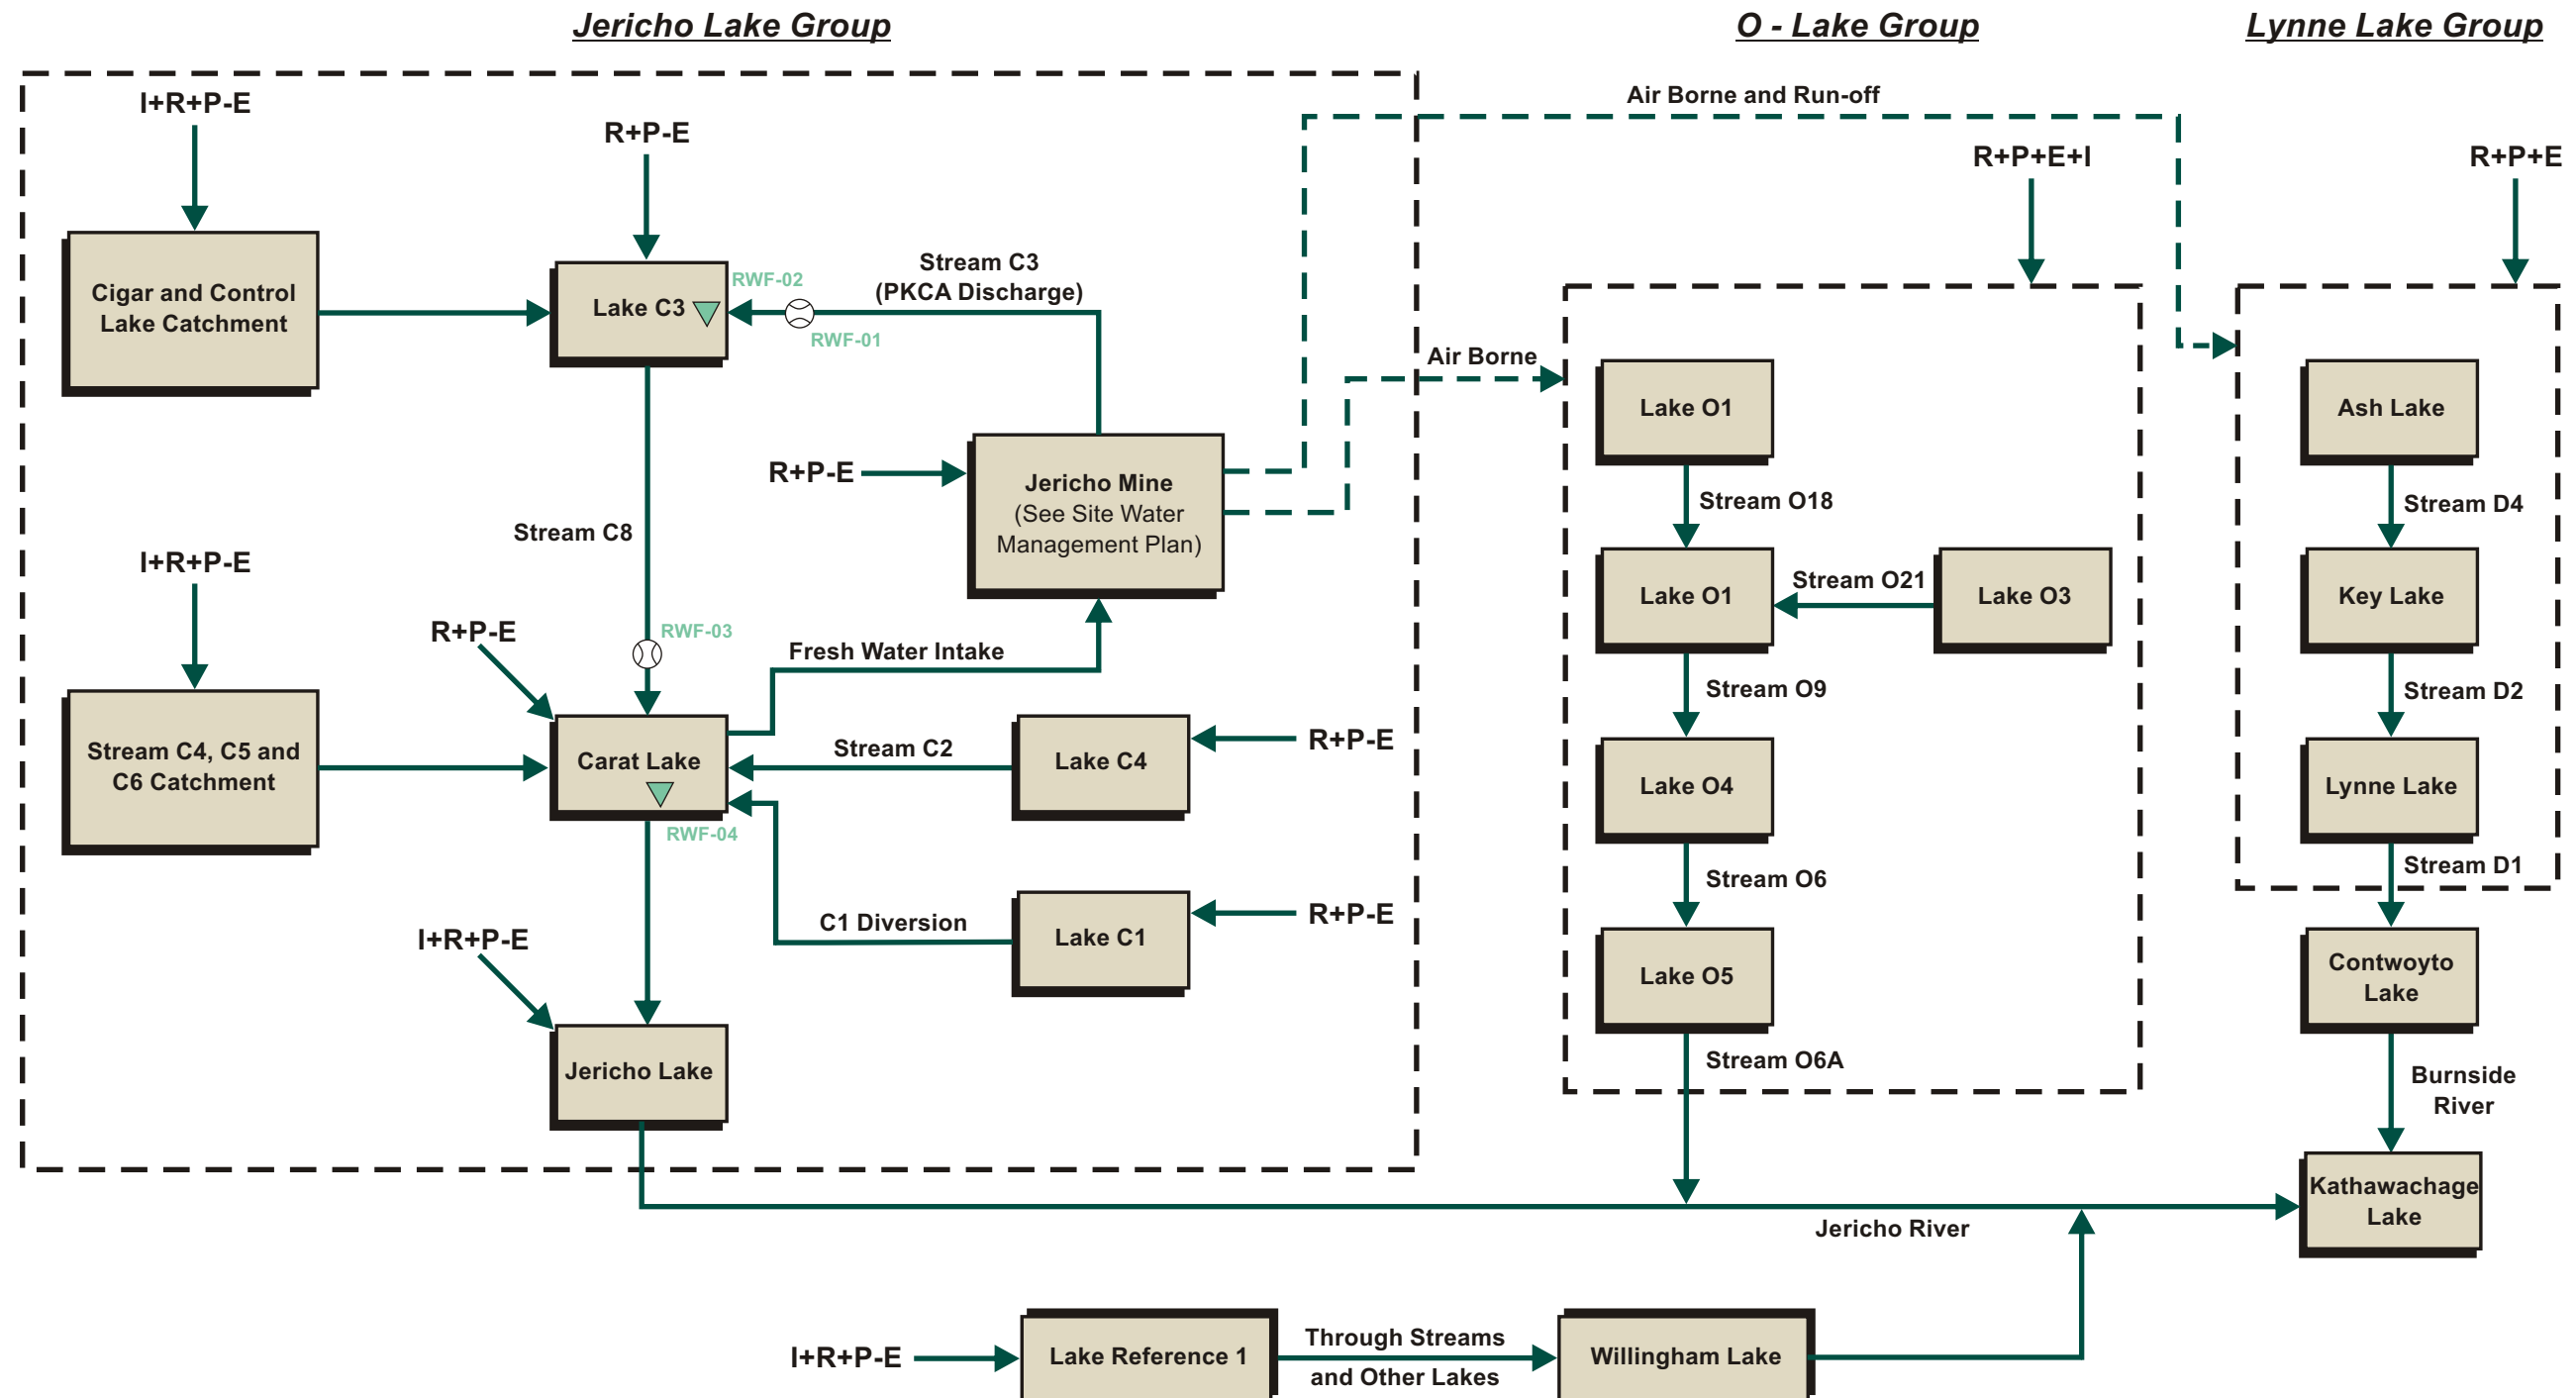 Jericho Lake Group
O - Lake Group
Lynne Lake Group
I+R+P-E
R+P-E
Air Borne and Run-off
R+P+E+I
R+P+E
Cigar and Control
Lake Catchment
Lake C3
RWF-02
Stream C3
(PKCA Discharge)
RWF-01
Air Borne
Lake O1
Ash Lake
Stream O18
Stream D4
R+P-E
Jericho Mine
(See Site Water
Management Plan)
Stream C8
I+R+P-E
Lake O1
Stream O21
Lake O3
Key Lake
R+P-E
RWF-03
Fresh Water Intake
Stream O9
Stream D2
Stream C4, C5 and
C6 Catchment
Carat Lake
RWF-04
Stream C2
Lake C4
R+P-E
Lake O4
Lynne Lake
Stream O6
Stream D1
C1 Diversion
Lake C1
R+P-E
I+R+P-E
Lake O5
Contwoyto
Lake
Jericho Lake
Stream O6A
Burnside
River
Kathawachage
Lake
Jericho River
I+R+P-E
Lake Reference 1
Through Streams
and Other Lakes
Willingham Lake